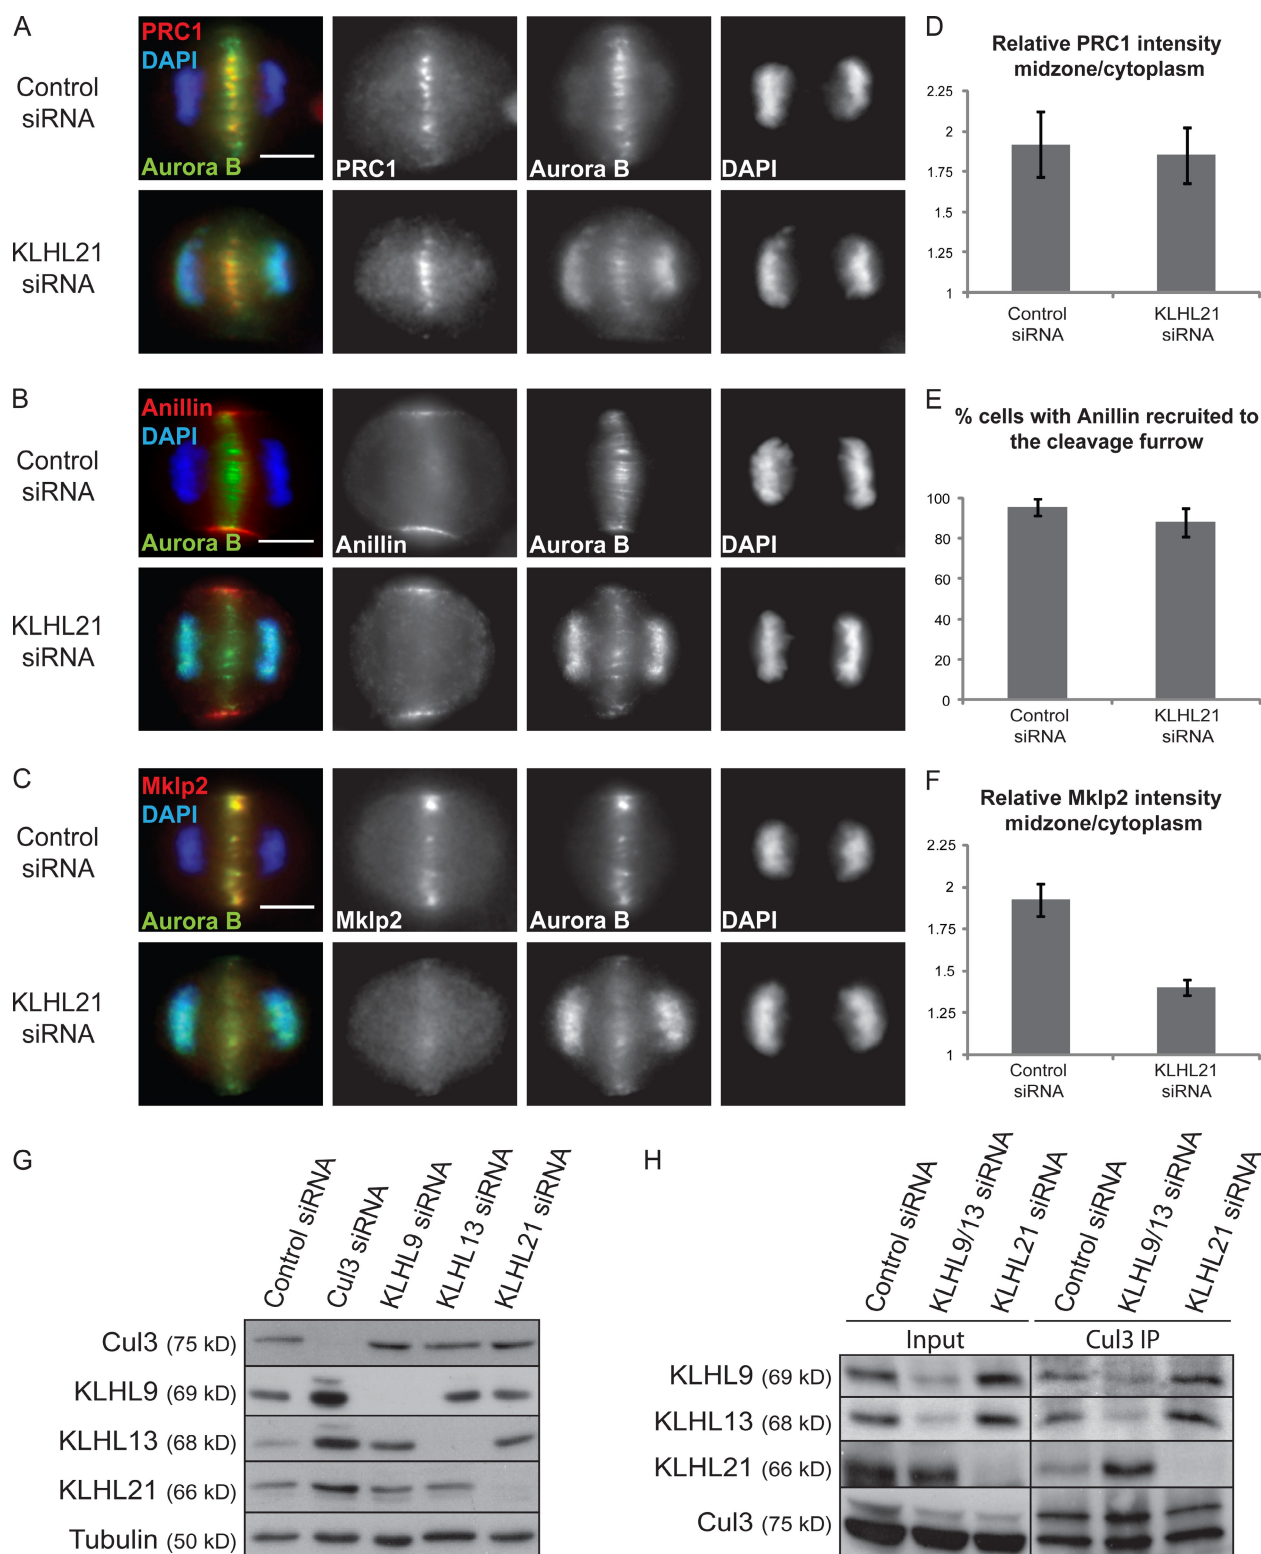 A
Control
siRNA
PRC1
DAPI
Aurora B
PRC1
Aurora B
DAPI
KLHL21
siRNA
D
Relative PRC1 intensity
midzone/cytoplasm
2.25
2
1.75
1.5
1.25
1
Control
siRNA
KLHL21
siRNA
B
Control
siRNA
Anillin
DAPI
Aurora B
Anillin
Aurora B
DAPI
KLHL21
siRNA
E
% cells with Anillin recruited to
the cleavage furrow
100
80
60
40
20
0
Control
siRNA
KLHL21
siRNA
C
Control
siRNA
Mklp2
DAPI
Aurora B
Mklp2
Aurora B
DAPI
KLHL21
siRNA
F
Relative Mklp2 intensity
midzone/cytoplasm
2.25
2
1.75
1.5
1.25
1
Control
siRNA
KLHL21
siRNA
G
Control siRNA
Cul3 siRNA
KLHL9 siRNA
KLHL13 siRNA
KLHL21 siRNA
Cul3 (75 kD)
KLHL9 (69 kD)
KLHL13 (68 kD)
KLHL21 (66 kD)
Tubulin (50 kD)
H
Control siRNA
KLHL9/13 siRNA
KLHL21 siRNA
Control siRNA
KLHL9/13 siRNA
KLHL21 siRNA
Input
Cul3 IP
KLHL9 (69 kD)
KLHL13 (68 kD)
KLHL21 (66 kD)
Cul3 (75 kD)